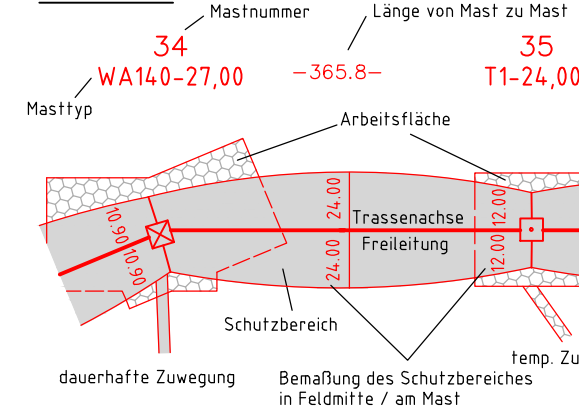 Mastnummer
Länge von Mast zu Mast
34
35
WA140-27,00
-365.8-
T1-24,00
Masttyp
Arbeitsfläche
10.90
24.00
12.00
Trassenachse
Freileitung
10.90
24.00
12.00
Schutzbereich
temp. Zu
dauerhafte Zuwegung
Bemaßung des Schutzbereiches
in Feldmitte / am Mast